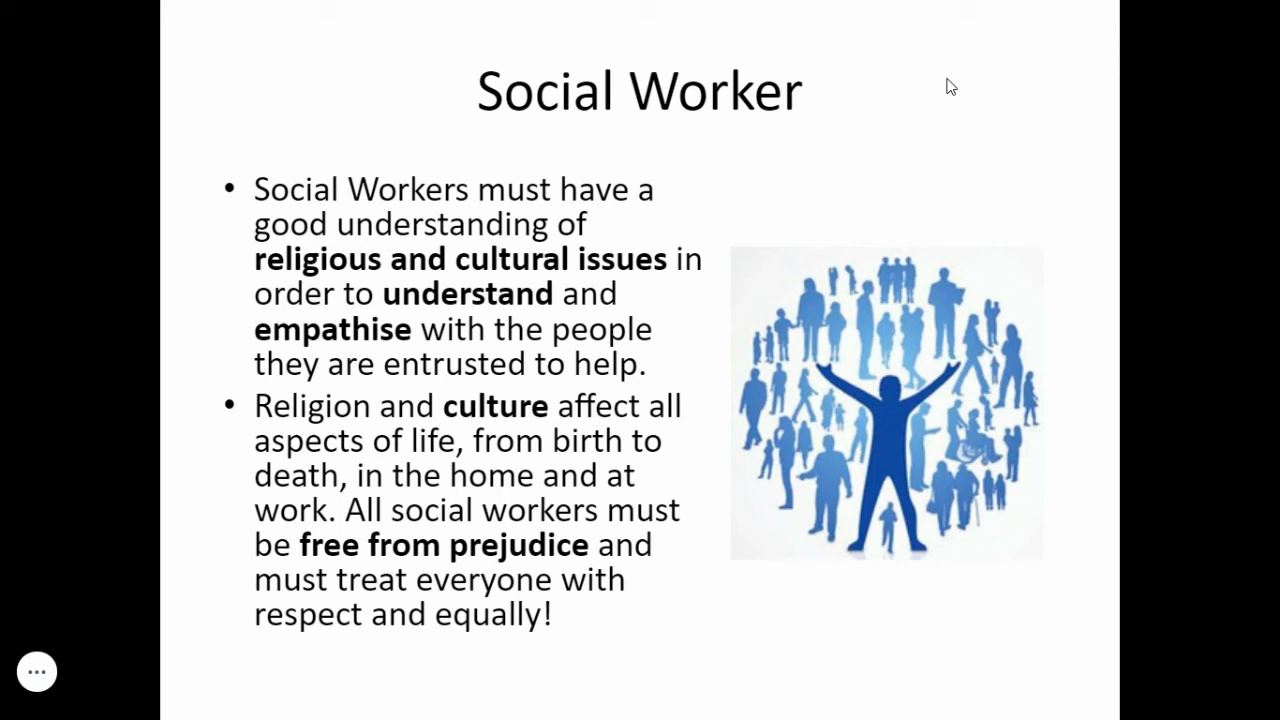 Social Worker
• Social Workers must have a
good understanding of
religious and cultural issues in
order to understand and
empathise with the people
they are entrusted to help.
• Religion and culture affect all
aspects of life, from birth to
death, in the home and at
work. All social workers must
be free from prejudice and
must treat everyone with
respect and equally!